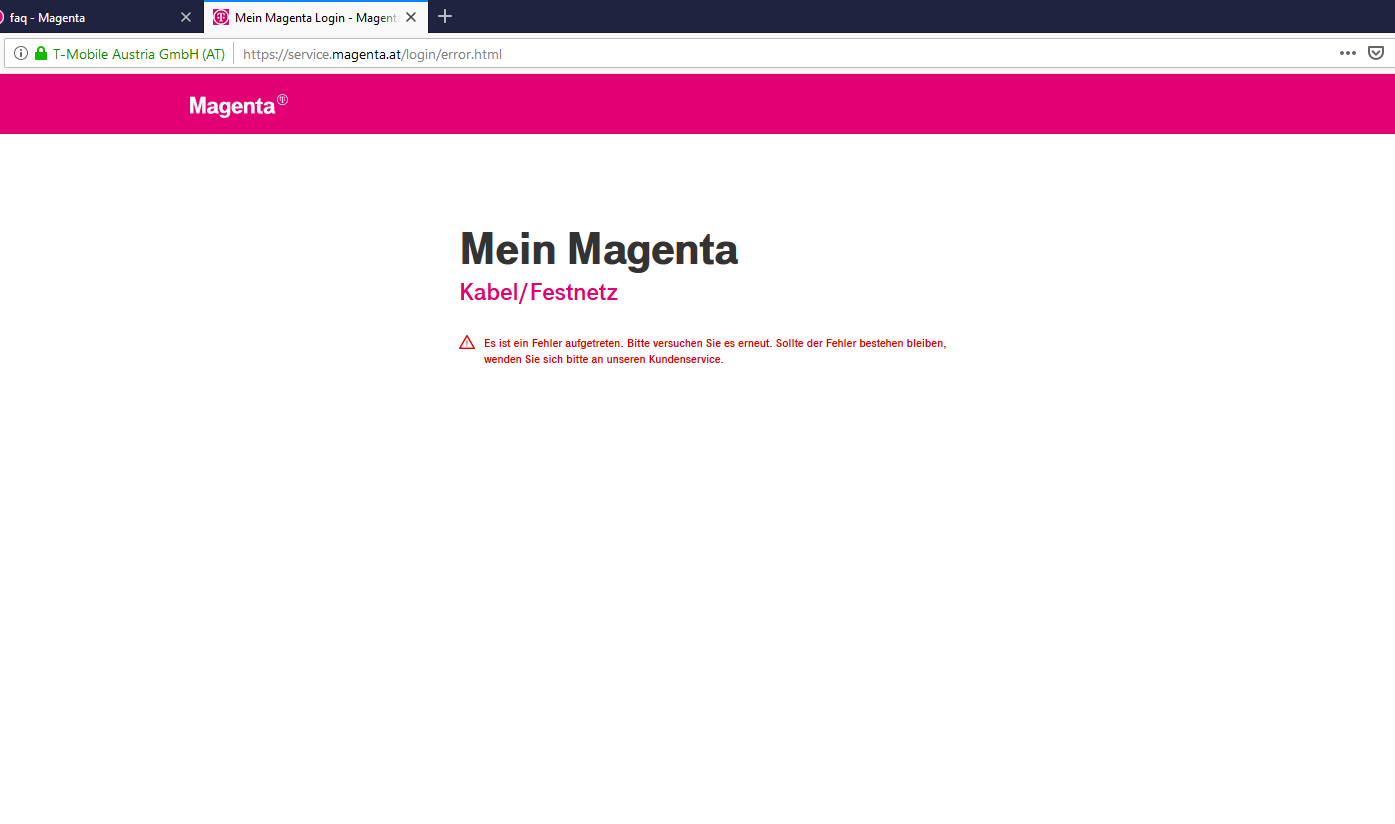 faq - Magenta
Mein Magenta Login - Magenta
T-Mobile Austria GmbH (AT) https://service.magenta.at/login/error.html
Magenta T
Mein Magenta
Kabel/Festnetz
Es ist ein Fehler aufgetreten. Bitte versuchen Sie es erneut. Sollte der Fehler bestehen bleiben,
wenden Sie sich bitte an unseren Kundenservice.